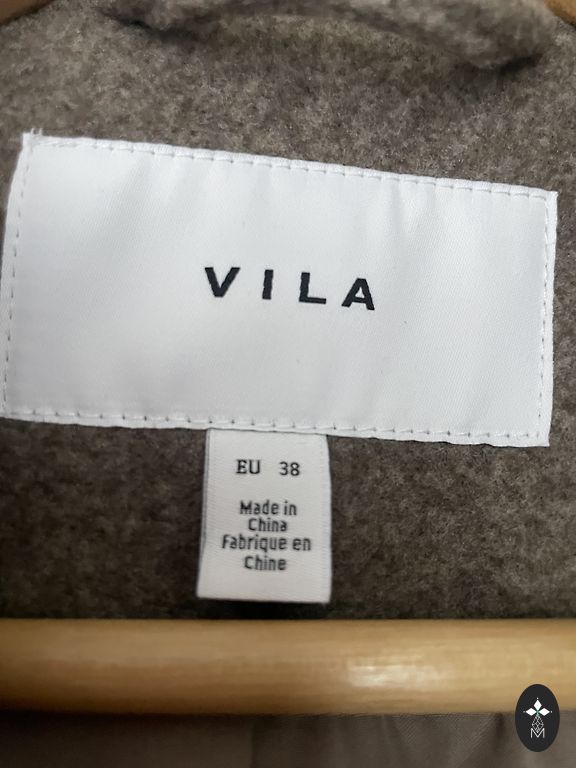 VILA
EU 38
Made in
China
Fabrique en
Chine